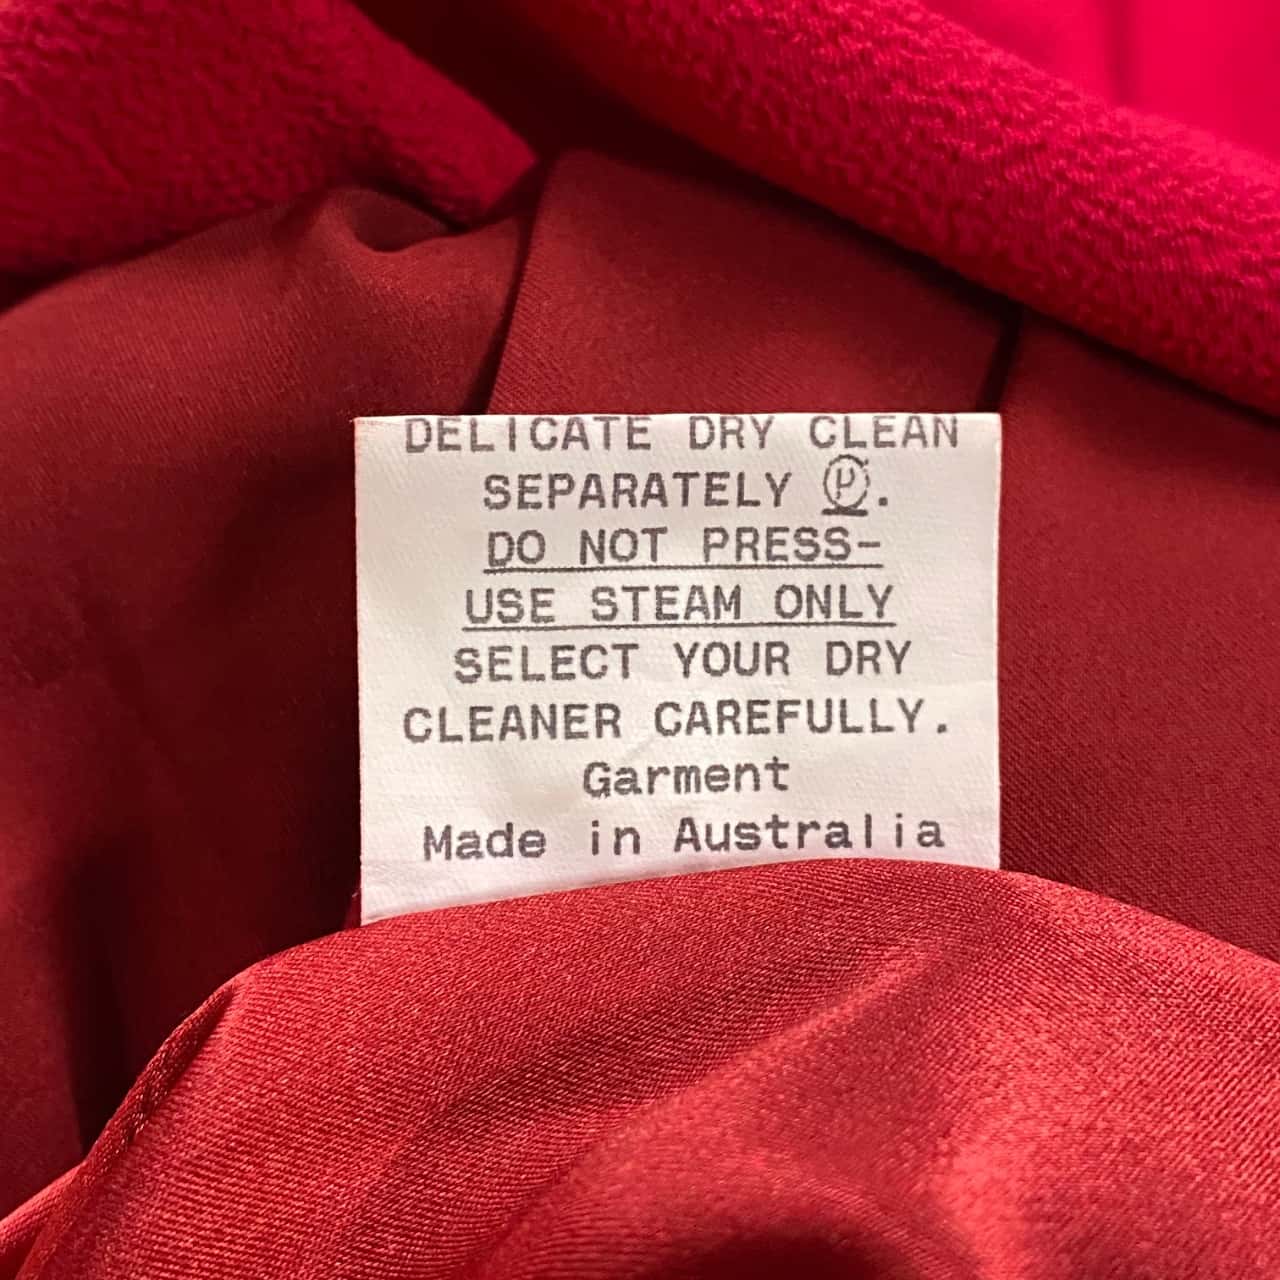 DELICATE DRY CLEAN
SEPARATELY Ⓟ.
DO NOT PRESS-
USE STEAM ONLY
SELECT YOUR DRY
CLEANER CAREFULLY.
Garment
Made in Australia